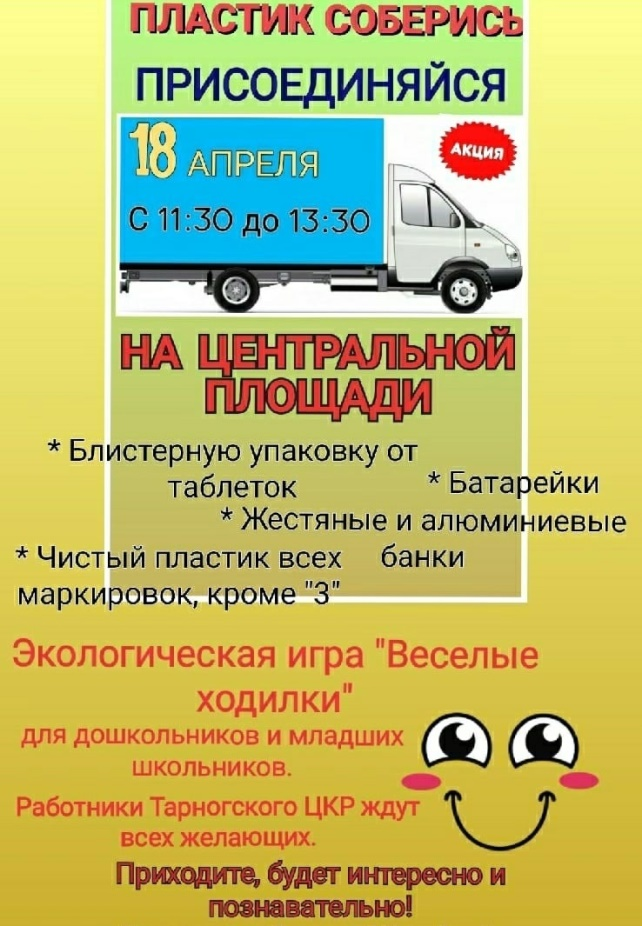 ПЛАСТИК СОБЕРИСЬ
ПРИСОЕДИНЯЙСЯ
18 АПРЕЛЯ
АКЦИЯ
С 11:30 до 13:30
НА ЦЕНТРАЛЬНОЙ
ПЛОЩАДИ
* Блистерную упаковку от
таблеток
* Батарейки
* Жестяные и алюминиевые
банки
* Чистый пластик всех
маркировок, кроме "3"
Экологическая игра "Веселые
ходилки"
для дошкольников и младших
школьников.
Работники Тарногского ЦКР ждут
всех желающих.
Приходите, будет интересно и
познавательно!